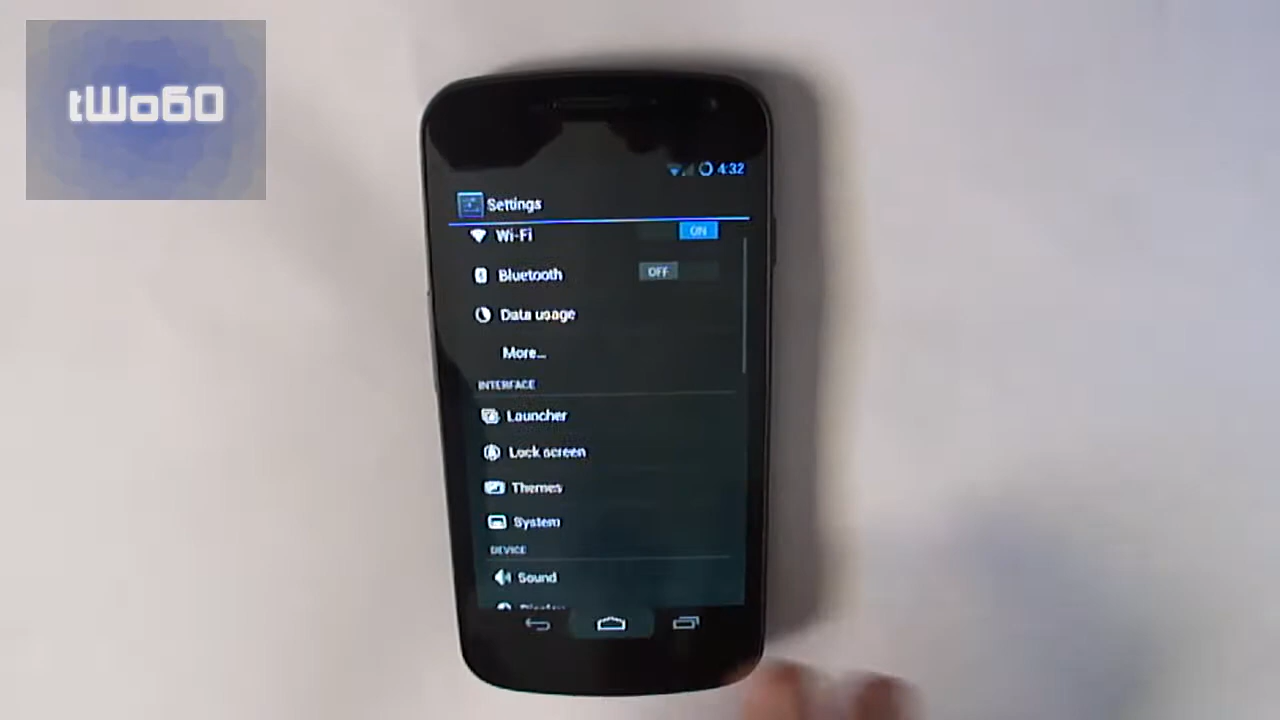 tWo60
4:32
Settings
Wi-Fi
ON
Bluetooth
OFF
Data usage
More...
INTERFACE
Launcher
Lock screen
Themes
System
DEVICE
Sound